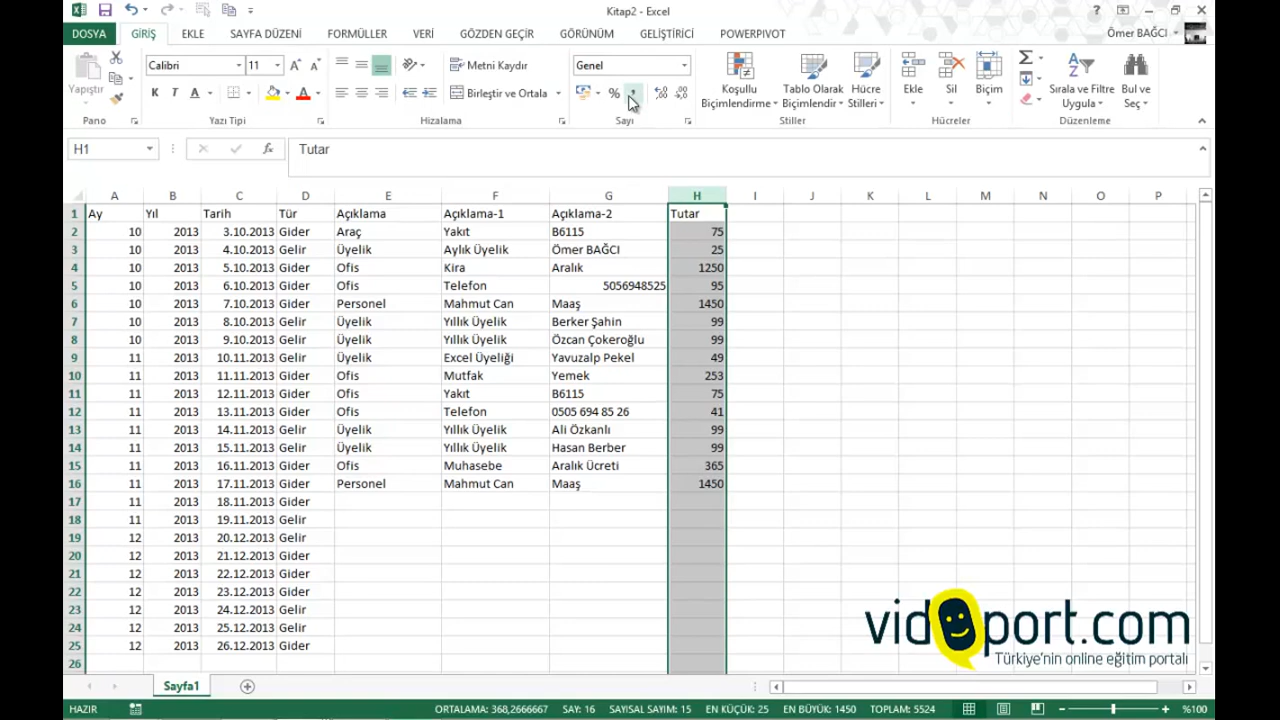 Kitap2 - Excel
DOSYA GİRİŞ EKLE SAYFA DÜZENİ FORMÜLLER VERİ GÖZDEN GEÇİR GÖRÜNÜM GELİŞTİRİCİ POWERPIVOT Ömer BAĞCI
Yapıştır
Calibri 11
K T A
Metni Kaydır
Birleştir ve Ortala
Genel
%
Koşullu Biçimlendirme
Tablo Olarak Biçimlendir
Hücre Stilleri
Ekle Sil Biçim
Sırala ve Filtre Uygula
Bul ve Seç
Pano Yazı Tipi Hizalama Sayı Stiller Hücreler Düzenleme
H1 fx Tutar
A B C D E F G H I J K L M N O P
1 Ay Yıl Tarih Tür Açıklama Açıklama-1 Açıklama-2 Tutar
2 10 2013 3.10.2013 Gider Araç Yakıt B6115 75
3 10 2013 4.10.2013 Gelir Üyelik Aylık Üyelik Ömer BAĞCI 25
4 10 2013 5.10.2013 Gider Ofis Kira Aralık 1250
5 10 2013 6.10.2013 Gider Ofis Telefon 5056948525 95
6 10 2013 7.10.2013 Gider Personel Mahmut Can Maaş 1450
7 10 2013 8.10.2013 Gelir Üyelik Yıllık Üyelik Berker Şahin 99
8 10 2013 9.10.2013 Gelir Üyelik Yıllık Üyelik Özcan Çokeroğlu 99
9 11 2013 10.11.2013 Gelir Üyelik Excel Üyeliği Yavuzalp Pekel 49
10 11 2013 11.11.2013 Gider Ofis Mutfak Yemek 253
11 11 2013 12.11.2013 Gider Ofis Yakıt B6115 75
12 11 2013 13.11.2013 Gider Ofis Telefon 0505 694 85 26 41
13 11 2013 14.11.2013 Gelir Üyelik Yıllık Üyelik Ali Özkanlı 99
14 11 2013 15.11.2013 Gelir Üyelik Yıllık Üyelik Hasan Berber 99
15 11 2013 16.11.2013 Gider Ofis Muhasebe Aralık Ücreti 365
16 11 2013 17.11.2013 Gider Personel Mahmut Can Maaş 1450
17 11 2013 18.11.2013 Gider
18 11 2013 19.11.2013 Gelir
19 12 2013 20.12.2013 Gelir
20 12 2013 21.12.2013 Gider
21 12 2013 22.12.2013 Gider
22 12 2013 23.12.2013 Gider
23 12 2013 24.12.2013 Gelir
24 12 2013 25.12.2013 Gelir
25 12 2013 26.12.2013 Gider
26
vidoport.com
Türkiye'nin online eğitim portalı
Sayfa1
HAZIR ORTALAMA: 368,2666667 SAY: 16 SAYISAL SAYIM: 15 EN KÜÇÜK: 25 EN BÜYÜK: 1450 TOPLAM: 5524 %100